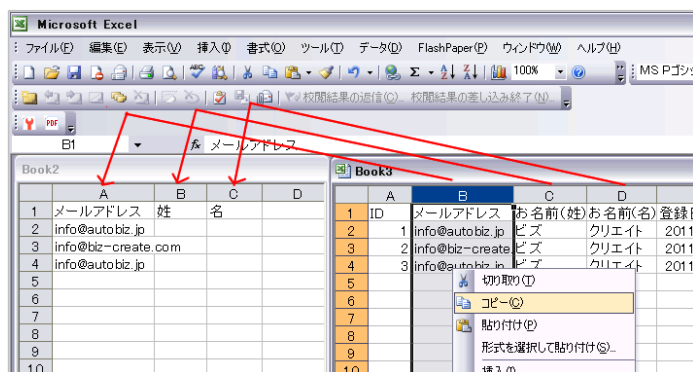 Microsoft Excel
ファイル(F) 編集(E) 表示(V) 挿入(I) 書式(O) ツール(T) データ(D) FlashPaper(P) ウィンドウ(W) ヘルプ(H)
100% MS Pゴシ
校閲結果の返信(C)... 校閲結果の差し込み終了(N)...
PDF
B1 fx メールアドレス
Book2
A B C D
1 メールアドレス 姓 名
2 info@autobiz.jp
3 info@biz-create.com
4 info@autobiz.jp
5
6
7
8
9
10
Book3
A B C D
1 ID メールアドレス お名前(姓) お名前(名) 登録
2 1 info@autobiz.jp ビズ クリエイト 2011
3 2 info@biz-create. ビズ クリエイト 2011
4 3 info@autobiz.jp ビズ クリエイト 2011
5 切り取り(T)
6 コピー(C)
7 貼り付け(P)
8
9 形式を選択して貼り付け(S)...
10 挿入(I)